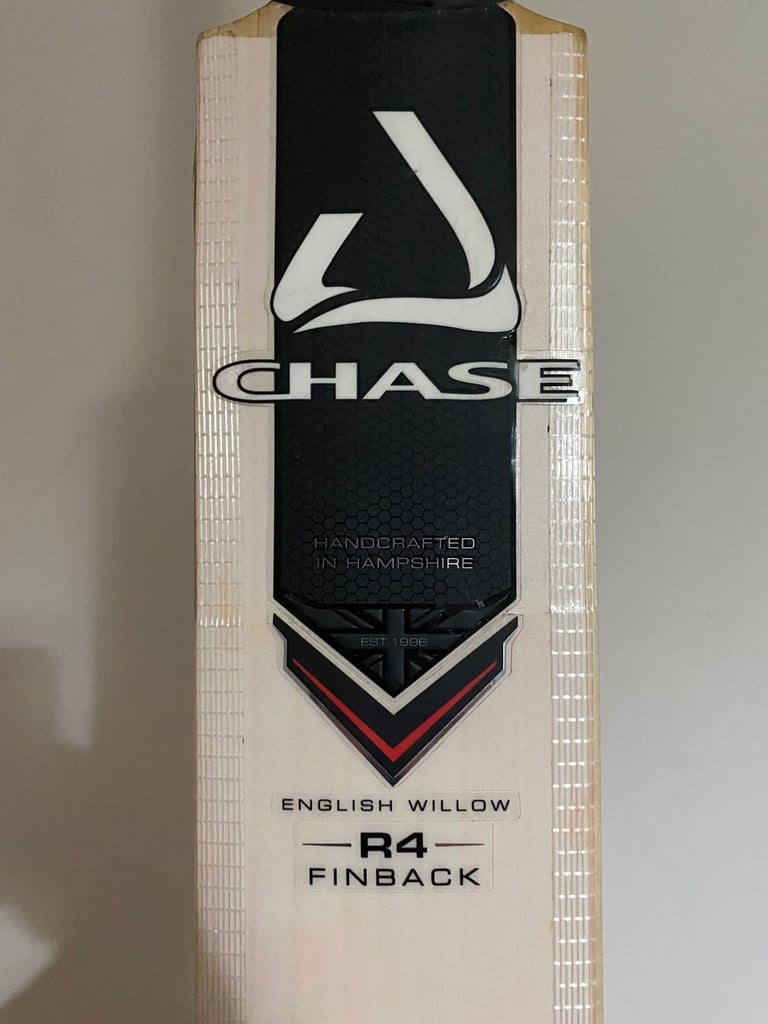 CHASE
HANDCRAFTED
IN HAMPSHIRE
EST. 1996
ENGLISH WILLOW
R4
FINBACK